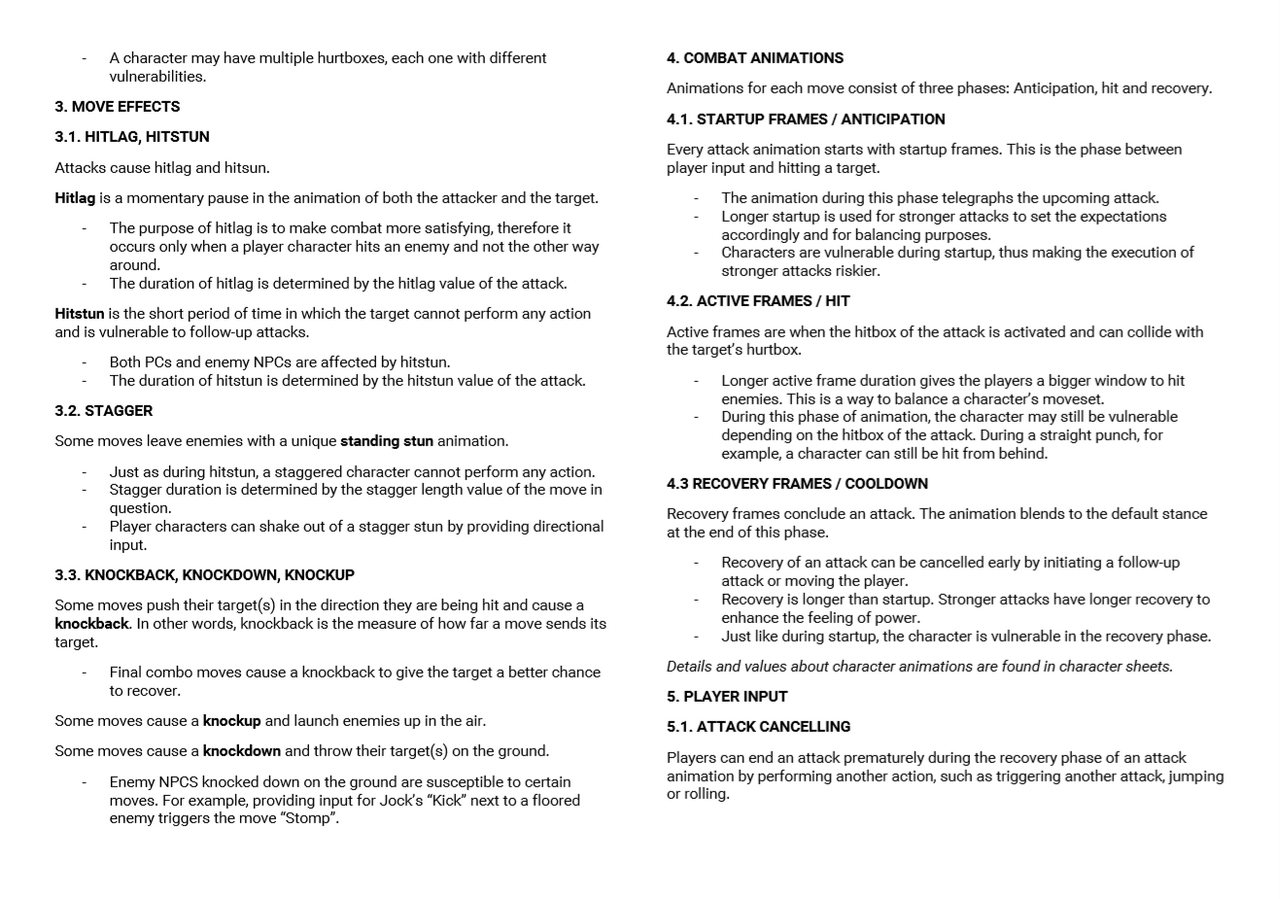 - A character may have multiple hurtboxes, each one with different
vulnerabilities.
3. MOVE EFFECTS
3.1. HITLAG, HITSTUN
Attacks cause hitlag and hitsun.
Hitlag is a momentary pause in the animation of both the attacker and the target.
- The purpose of hitlag is to make combat more satisfying, therefore it
occurs only when a player character hits an enemy and not the other way
around.
- The duration of hitlag is determined by the hitlag value of the attack.
Hitstun is the short period of time in which the target cannot perform any action
and is vulnerable to follow-up attacks.
- Both PCs and enemy NPCs are affected by hitstun.
- The duration of hitstun is determined by the hitstun value of the attack.
3.2. STAGGER
Some moves leave enemies with a unique standing stun animation.
- Just as during hitstun, a staggered character cannot perform any action.
- Stagger duration is determined by the stagger length value of the move in
question.
- Player characters can shake out of a stagger stun by providing directional
input.
3.3. KNOCKBACK, KNOCKDOWN, KNOCKUP
Some moves push their target(s) in the direction they are being hit and cause a
knockback. In other words, knockback is the measure of how far a move sends its
target.
- Final combo moves cause a knockback to give the target a better chance
to recover.
Some moves cause a knockup and launch enemies up in the air.
Some moves cause a knockdown and throw their target(s) on the ground.
- Enemy NPCS knocked down on the ground are susceptible to certain
moves. For example, providing input for Jock’s “Kick” next to a floored
enemy triggers the move “Stomp”.
4. COMBAT ANIMATIONS
Animations for each move consist of three phases: Anticipation, hit and recovery.
4.1. STARTUP FRAMES / ANTICIPATION
Every attack animation starts with startup frames. This is the phase between
player input and hitting a target.
- The animation during this phase telegraphs the upcoming attack.
- Longer startup is used for stronger attacks to set the expectations
accordingly and for balancing purposes.
- Characters are vulnerable during startup, thus making the execution of
stronger attacks riskier.
4.2. ACTIVE FRAMES / HIT
Active frames are when the hitbox of the attack is activated and can collide with
the target’s hurtbox.
- Longer active frame duration gives the players a bigger window to hit
enemies. This is a way to balance a character’s moveset.
- During this phase of animation, the character may still be vulnerable
depending on the hitbox of the attack. During a straight punch, for
example, a character can still be hit from behind.
4.3 RECOVERY FRAMES / COOLDOWN
Recovery frames conclude an attack. The animation blends to the default stance
at the end of this phase.
- Recovery of an attack can be cancelled early by initiating a follow-up
attack or moving the player.
- Recovery is longer than startup. Stronger attacks have longer recovery to
enhance the feeling of power.
- Just like during startup, the character is vulnerable in the recovery phase.
Details and values about character animations are found in character sheets.
5. PLAYER INPUT
5.1. ATTACK CANCELLING
Players can end an attack prematurely during the recovery phase of an attack
animation by performing another action, such as triggering another attack, jumping
or rolling.